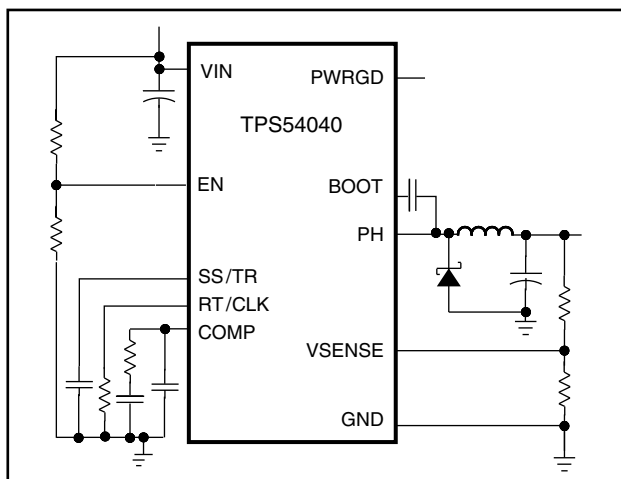 VIN
PWRGD
TPS54040
BOOT
EN
PH
SS/TR
RT/CLK
COMP
VSENSE
GND